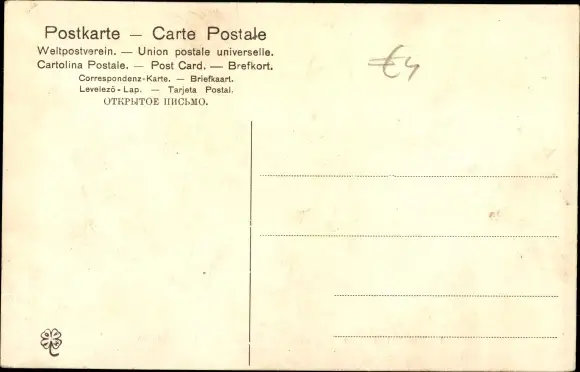 Postkarte — Carte Postale
Weltpostverein. — Union postale universelle.
Cartolina Postale. — Post Card. — Brefkort.
Correspondenz-Karte. — Briefkaart.
Levelező-Lap. — Tarjeta Postal.
ОТКРЫТОЕ ПИСЬМО.
€4